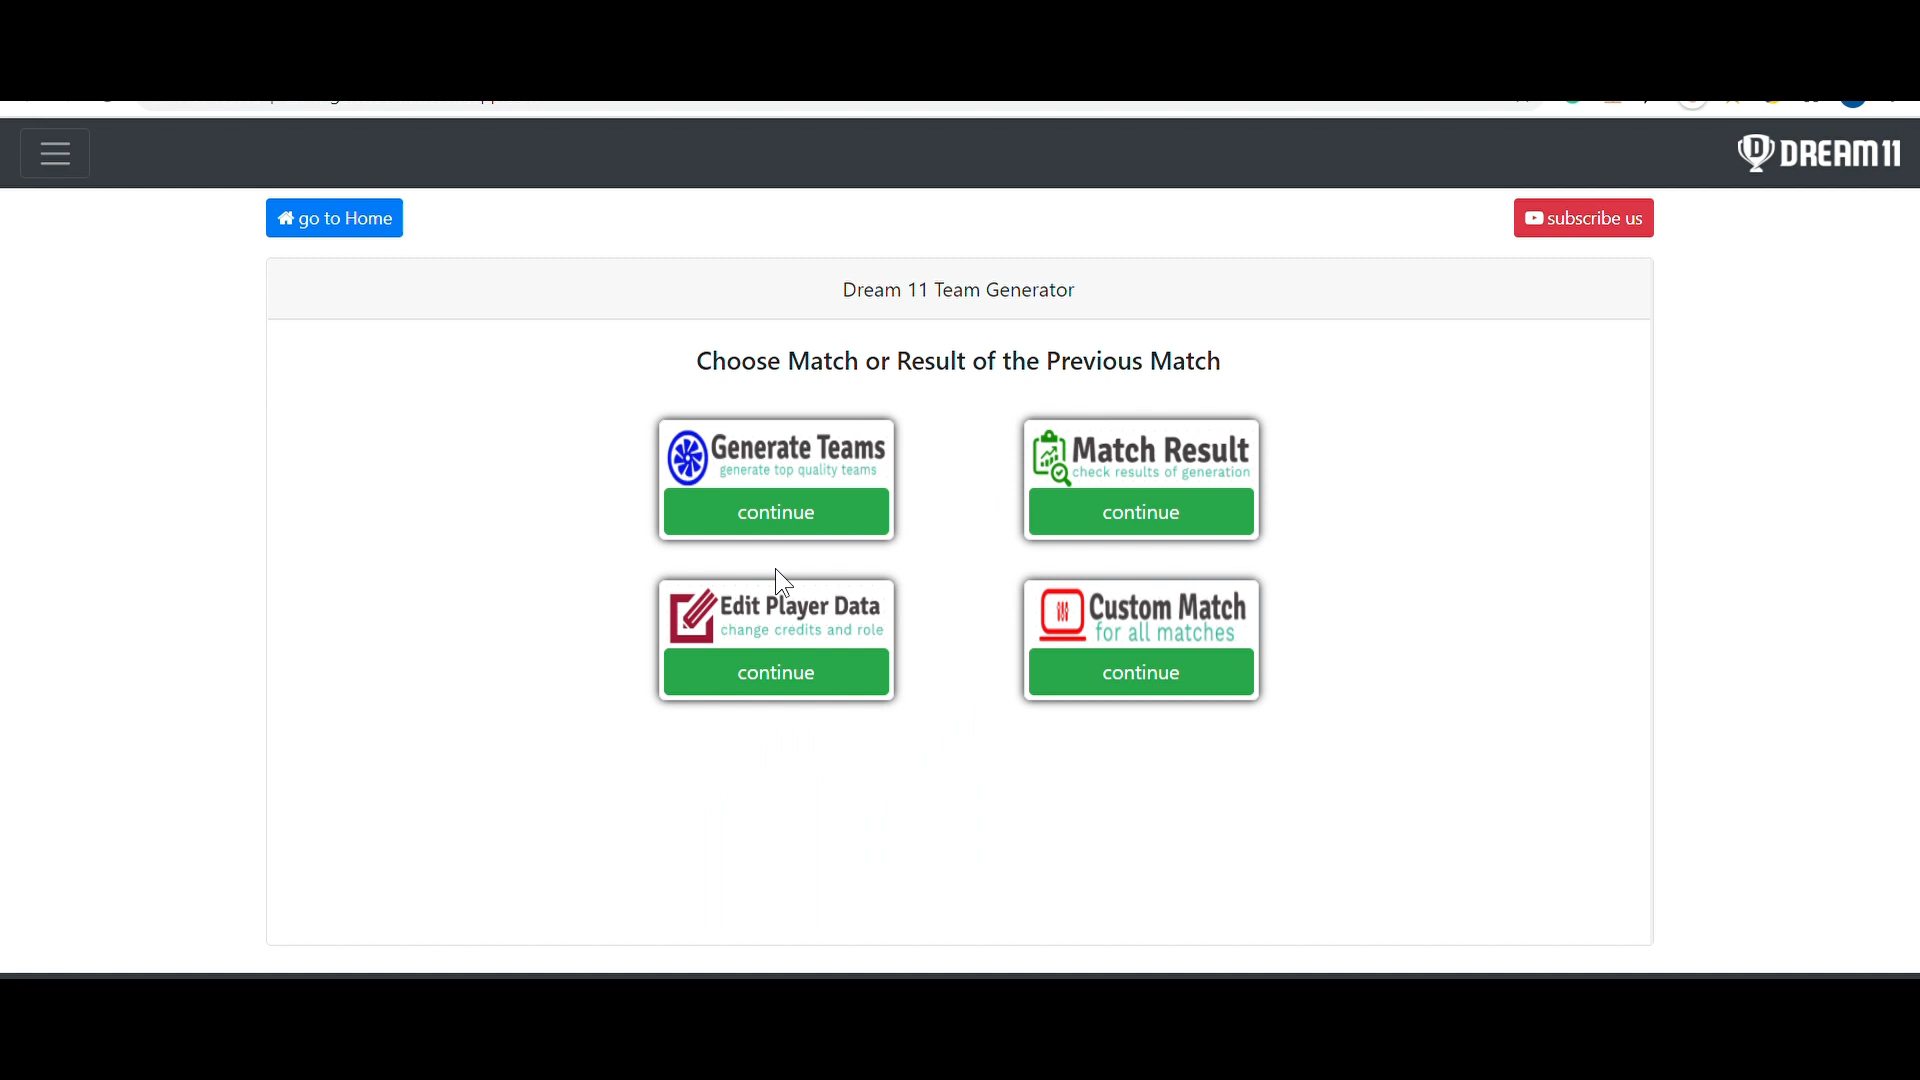 DREAM11
go to Home
subscribe us
Dream 11 Team Generator
Choose Match or Result of the Previous Match
Generate Teams
generate top quality teams
continue
Match Result
check results of generation
continue
Edit Player Data
change credits and role
continue
Custom Match
for all matches
continue